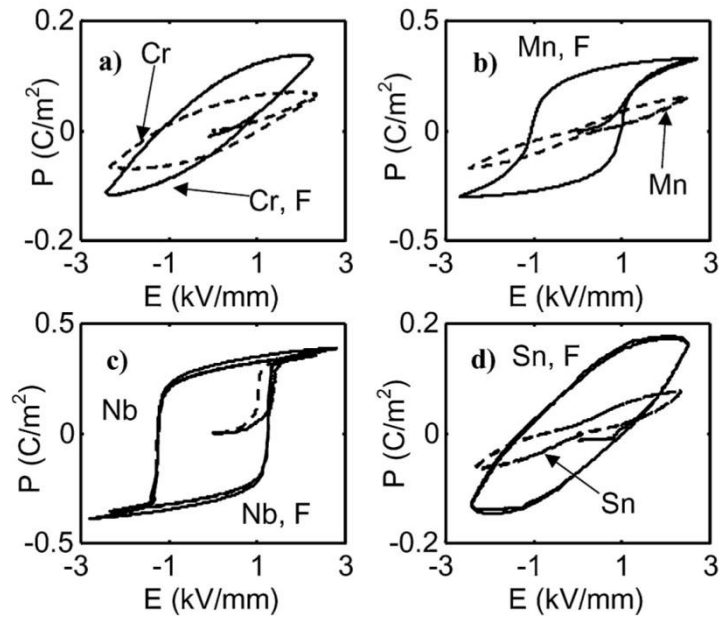 0.2
a)
Cr
P (C/m²)
0
Cr, F
-0.2
-3
-1
1
3
E (kV/mm)
0.5
b)
Mn, F
P (C/m²)
0
Mn
-0.5
-3
-1
1
3
E (kV/mm)
0.5
c)
Nb
P (C/m²)
0
Nb, F
-0.5
-3
-1
1
3
E (kV/mm)
0.2
d)
Sn, F
P (C/m²)
0
Sn
-0.2
-3
-1
1
3
E (kV/mm)